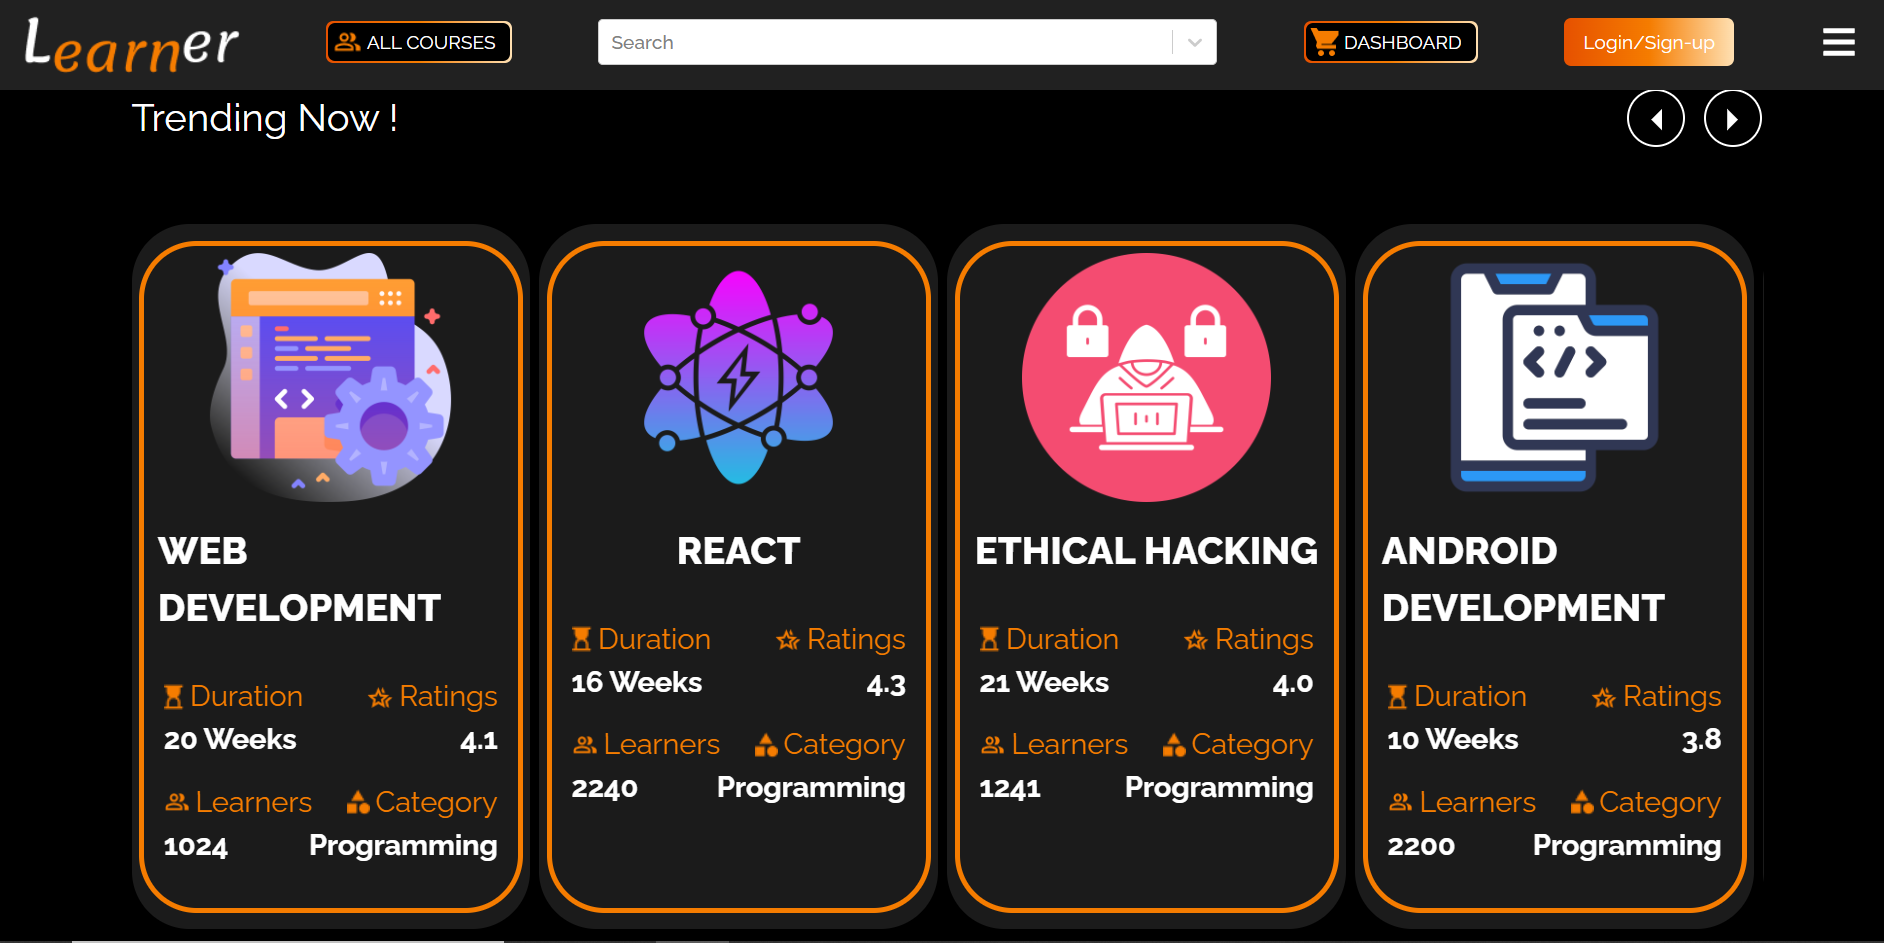 Learner
ALL COURSES
Search
DASHBOARD
Login/Sign-up
Trending Now !
WEB
DEVELOPMENT
Duration
Ratings
20 Weeks
4.1
Learners
Category
1024
Programming
REACT
Duration
Ratings
16 Weeks
4.3
Learners
Category
2240
Programming
ETHICAL HACKING
Duration
Ratings
21 Weeks
4.0
Learners
Category
1241
Programming
ANDROID
DEVELOPMENT
Duration
Ratings
10 Weeks
3.8
Learners
Category
2200
Programming